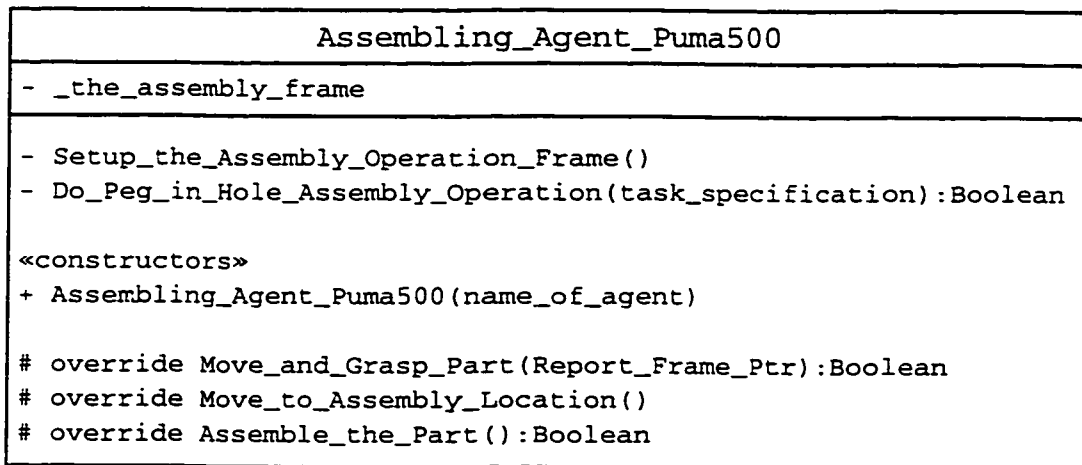 Assembling_Agent_Puma500
- _the_assembly_frame
- Setup_the_Assembly_Operation_Frame()
- Do_Peg_in_Hole_Assembly_Operation(task_specification):Boolean
«constructors»
+ Assembling_Agent_Puma500(name_of_agent)
# override Move_and_Grasp_Part(Report_Frame_Ptr):Boolean
# override Move_to_Assembly_Location()
# override Assemble_the_Part():Boolean